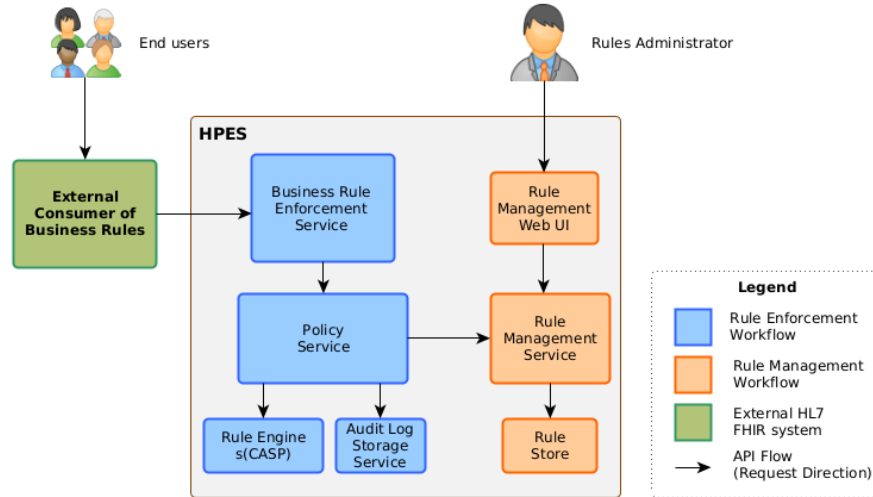 End users
Rules Administrator
HPES
External
Consumer of
Business Rules
Business Rule
Enforcement
Service
Rule
Management
Web UI
Policy
Service
Rule
Management
Service
Rule Engine
s(CASP)
Audit Log
Storage
Service
Rule
Store
Legend
Rule Enforcement
Workflow
Rule Management
Workflow
External HL7
FHIR system
API Flow
(Request Direction)